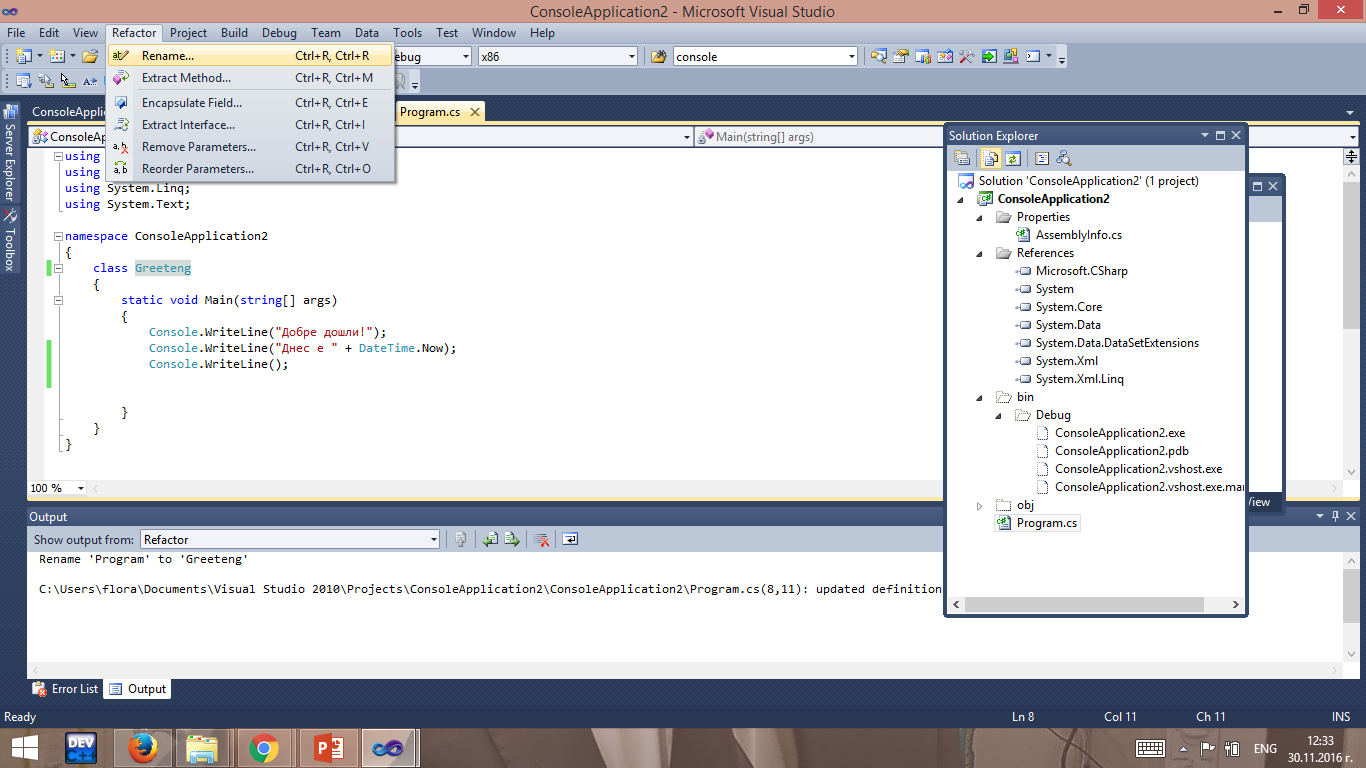 ConsoleApplication2 - Microsoft Visual Studio
File Edit View Refactor Project Build Debug Team Data Tools Test Window Help
Rename... Ctrl+R, Ctrl+R
Extract Method... Ctrl+R, Ctrl+M
Encapsulate Field... Ctrl+R, Ctrl+E
Extract Interface... Ctrl+R, Ctrl+I
Remove Parameters... Ctrl+R, Ctrl+V
Reorder Parameters... Ctrl+R, Ctrl+O
ebug x86 console
ConsoleApplic Program.cs
ConsoleAp Main(string[] args)
Server Explorer
Toolbox
using
using
using System.Linq;
using System.Text;
namespace ConsoleApplication2
{
class Greeteng
{
static void Main(string[] args)
{
Console.WriteLine("Добре дошли!");
Console.WriteLine("Днес е " + DateTime.Now);
Console.WriteLine();
}
}
}
100 %
Solution Explorer
Solution 'ConsoleApplication2' (1 project)
ConsoleApplication2
Properties
AssemblyInfo.cs
References
Microsoft.CSharp
System
System.Core
System.Data
System.Data.DataSetExtensions
System.Xml
System.Xml.Linq
bin
Debug
ConsoleApplication2.exe
ConsoleApplication2.pdb
ConsoleApplication2.vshost.exe
ConsoleApplication2.vshost.exe.mar
obj
Program.cs
View
Output
Show output from: Refactor
Rename 'Program' to 'Greeteng'
C:\Users\flora\Documents\Visual Studio 2010\Projects\ConsoleApplication2\ConsoleApplication2\Program.cs(8,11): updated definition
Error List Output
Ready Ln 8 Col 11 Ch 11 INS
DEV C++
ENG
12:33
30.11.2016 г.